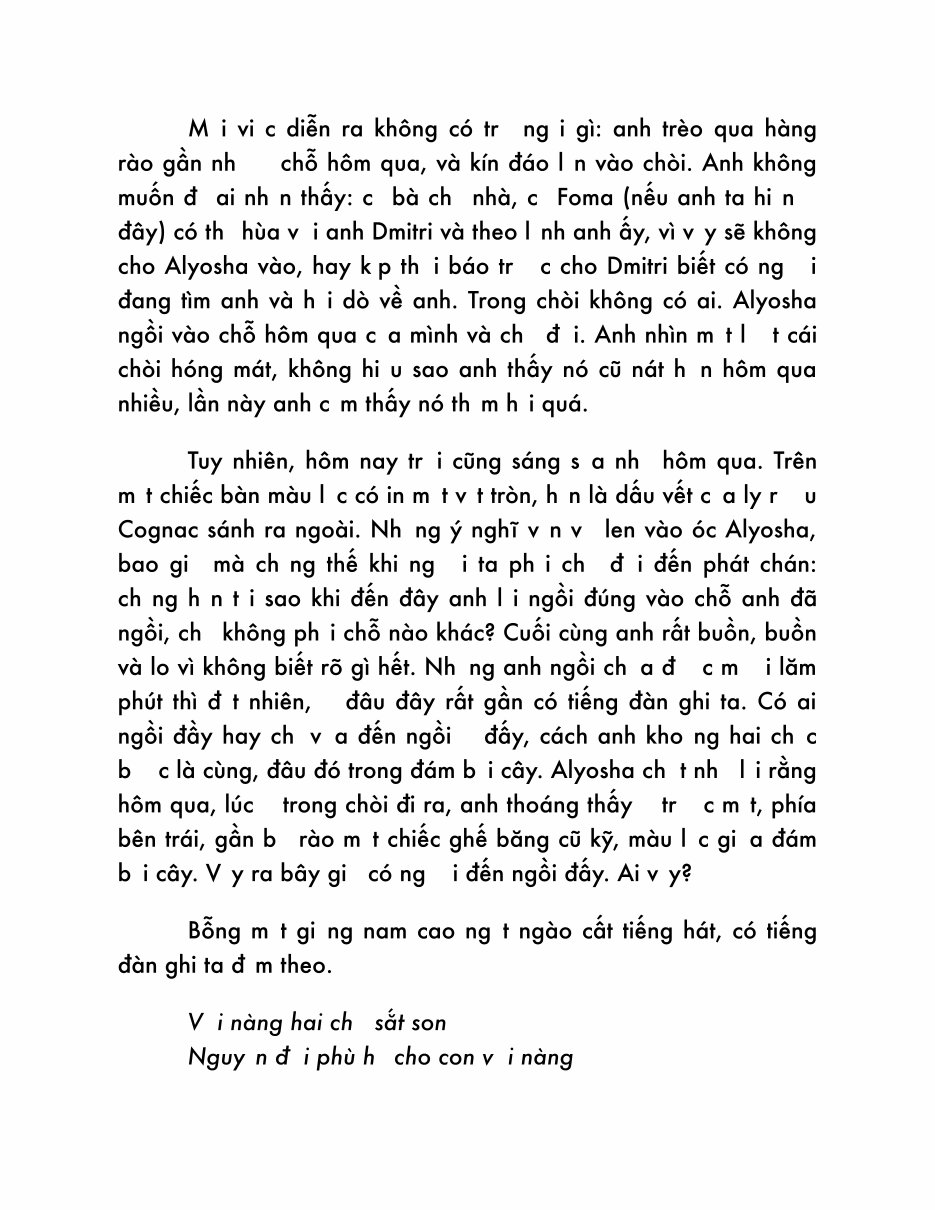 M i vi c diễn ra không có tr ng i gì: anh trèo qua hàng
rào gần nh chỗ hôm qua, và kín đáo l n vào chòi. Anh không
muốn đ ai nh n thấy: c bà ch nhà, c Foma (nếu anh ta hi n
đây) có th hùa v i anh Dmitri và theo l nh anh ấy, vì v y sẽ không
cho Alyosha vào, hay k p th i báo tr c cho Dmitri biết có ng i
đang tìm anh và h i dò về anh. Trong chòi không có ai. Alyosha
ngồi vào chỗ hôm qua c a mình và ch đ i. Anh nhìn m t l t cái
chòi hóng mát, không hi u sao anh thấy nó cũ nát h n hôm qua
nhiều, lần này anh c m thấy nó th m h i quá.
Tuy nhiên, hôm nay tr i cũng sáng s a nh hôm qua. Trên
m t chiếc bàn màu l c có in m t v t tròn, h n là dấu vết c a ly r u
Cognac sánh ra ngoài. Nh ng ý nghĩ v n v len vào óc Alyosha,
bao gi mà ch ng thế khi ng i ta ph i ch đ i đến phát chán:
ch ng h n t i sao khi đến đây anh l i ngồi đúng vào chỗ anh đã
ngồi, ch không ph i chỗ nào khác? Cuối cùng anh rất buồn, buồn
và lo vì không biết rõ gì hết. Nh ng anh ngồi ch a đ c m i lăm
phút thì đ t nhiên, đâu đây rất gần có tiếng đàn ghi ta. Có ai
ngồi đầy hay ch v a đến ngồi đấy, cách anh kho ng hai ch c
b c là cùng, đâu đó trong đám b i cây. Alyosha ch t nh l i rằng
hôm qua, lúc trong chòi đi ra, anh thoáng thấy tr c m t, phía
bên trái, gần b rào m t chiếc ghế băng cũ kỹ, màu l c gi a đám
b i cây. V y ra bây gi có ng i đến ngồi đấy. Ai v y?
Bỗng m t gi ng nam cao ng t ngào cất tiếng hát, có tiếng
đàn ghi ta đ m theo.
V i nàng hai ch sắt son
Nguy n đ i phù h cho con v i nàng